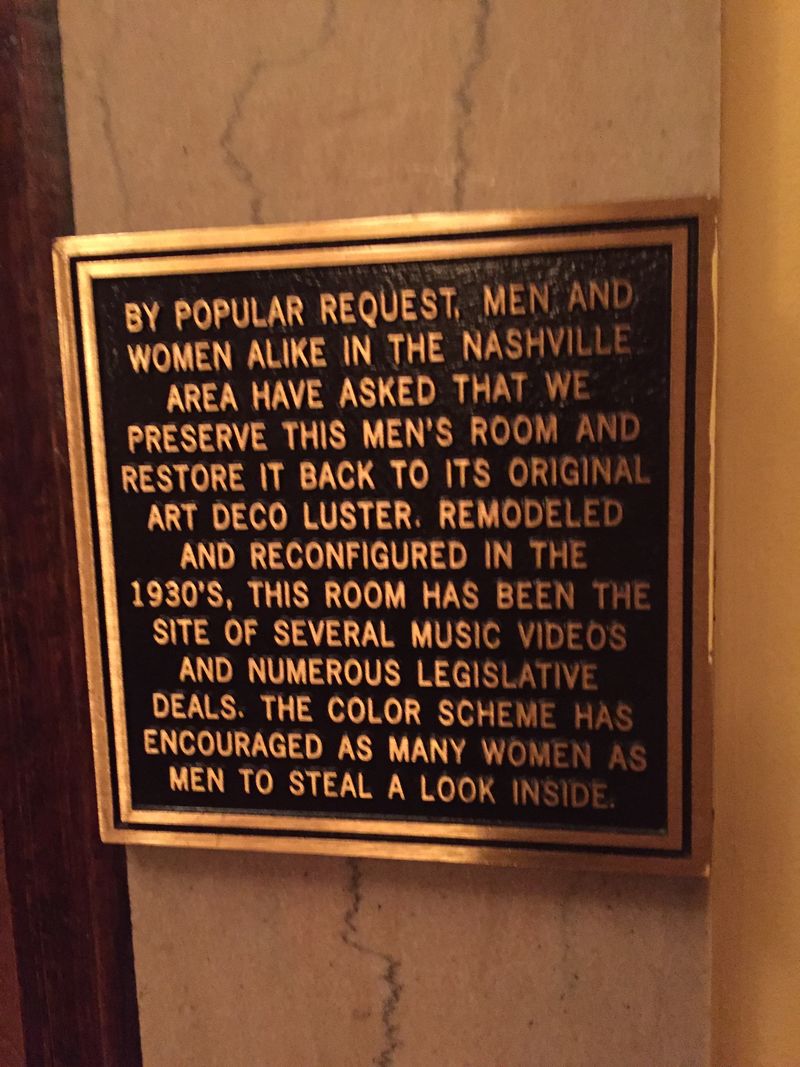 BY POPULAR REQUEST, MEN AND
WOMEN ALIKE IN THE NASHVILLE
AREA HAVE ASKED THAT WE
PRESERVE THIS MEN'S ROOM AND
RESTORE IT BACK TO ITS ORIGINAL
ART DECO LUSTER. REMODELED
AND RECONFIGURED IN THE
1930'S, THIS ROOM HAS BEEN THE
SITE OF SEVERAL MUSIC VIDEOS
AND NUMEROUS LEGISLATIVE
DEALS. THE COLOR SCHEME HAS
ENCOURAGED AS MANY WOMEN AS
MEN TO STEAL A LOOK INSIDE.